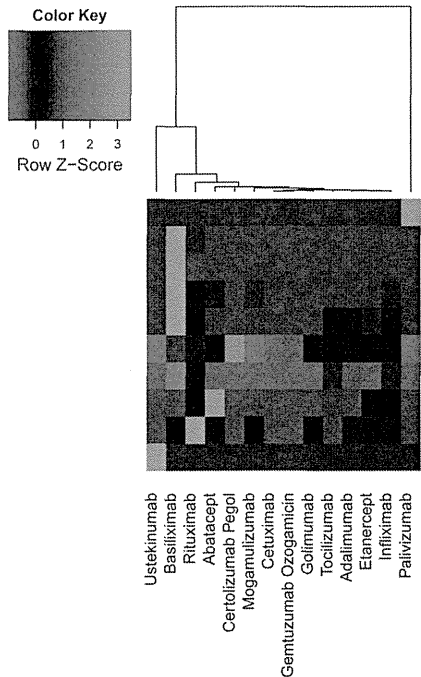 Color Key
0 1 2 3
Row Z-Score
Ustekinumab
Basiliximab
Rituximab
Abatacept
Certolizumab Pegol
Mogamulizumab
Cetuximab
Gemtuzumab Ozogamicin
Golimumab
Tocilizumab
Adalimumab
Etanercept
Infliximab
Palivizumab